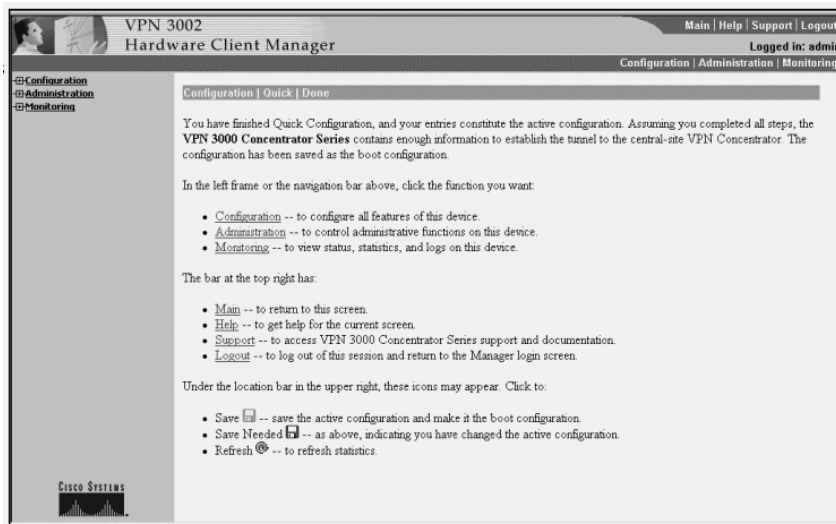 VPN 3002
Hardware Client Manager
Main | Help | Support | Logout
Logged in: admi
Configuration | Administration | Monitoring
Configuration
Administration
Monitoring
Configuration | Quick | Done
You have finished Quick Configuration, and your entries constitute the active configuration. Assuming you completed all steps, the
VPN 3000 Concentrator Series contains enough information to establish the tunnel to the central-site VPN Concentrator. The
configuration has been saved as the boot configuration.
In the left frame or the navigation bar above, click the function you want:
• Configuration -- to configure all features of this device.
• Administration -- to control administrative functions on this device.
• Monitoring -- to view status, statistics, and logs on this device.
The bar at the top right has:
• Main -- to return to this screen.
• Help -- to get help for the current screen.
• Support -- to access VPN 3000 Concentrator Series support and documentation.
• Logout -- to log out of this session and return to the Manager login screen.
Under the location bar in the upper right, these icons may appear. Click to:
• Save -- save the active configuration and make it the boot configuration.
• Save Needed -- as above, indicating you have changed the active configuration.
• Refresh -- to refresh statistics.
CISCO SYSTEMS